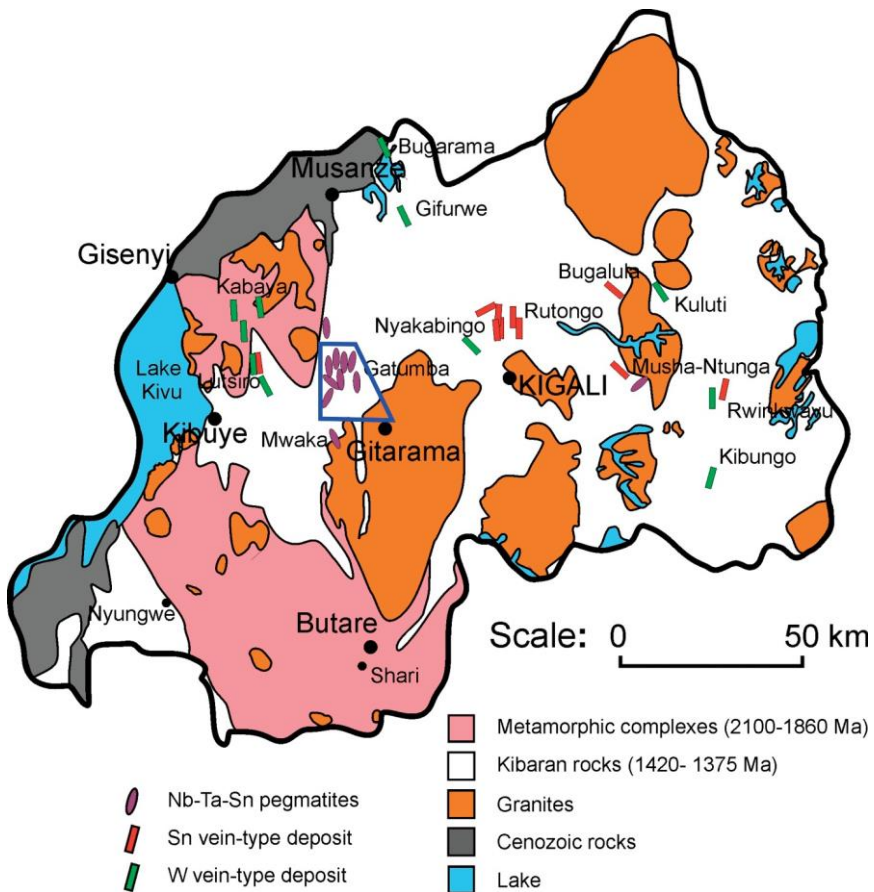 Bugarama
Musanze
Gifurwe
Gisenyi
Kabaya
Bugalula
Kuluti
Nyakabingo
Rutongo
Lake
Kivu
Lutsiro
Gatumba
KIGALI
Musha-Ntunga
Rwinkwavu
Kibuye
Mwaka
Gitarama
Kibungo
Nyungwe
Butare
Shari
Scale: 0 50 km
Metamorphic complexes (2100-1860 Ma)
Kibaran rocks (1420- 1375 Ma)
Granites
Cenozoic rocks
Lake
Nb-Ta-Sn pegmatites
Sn vein-type deposit
W vein-type deposit